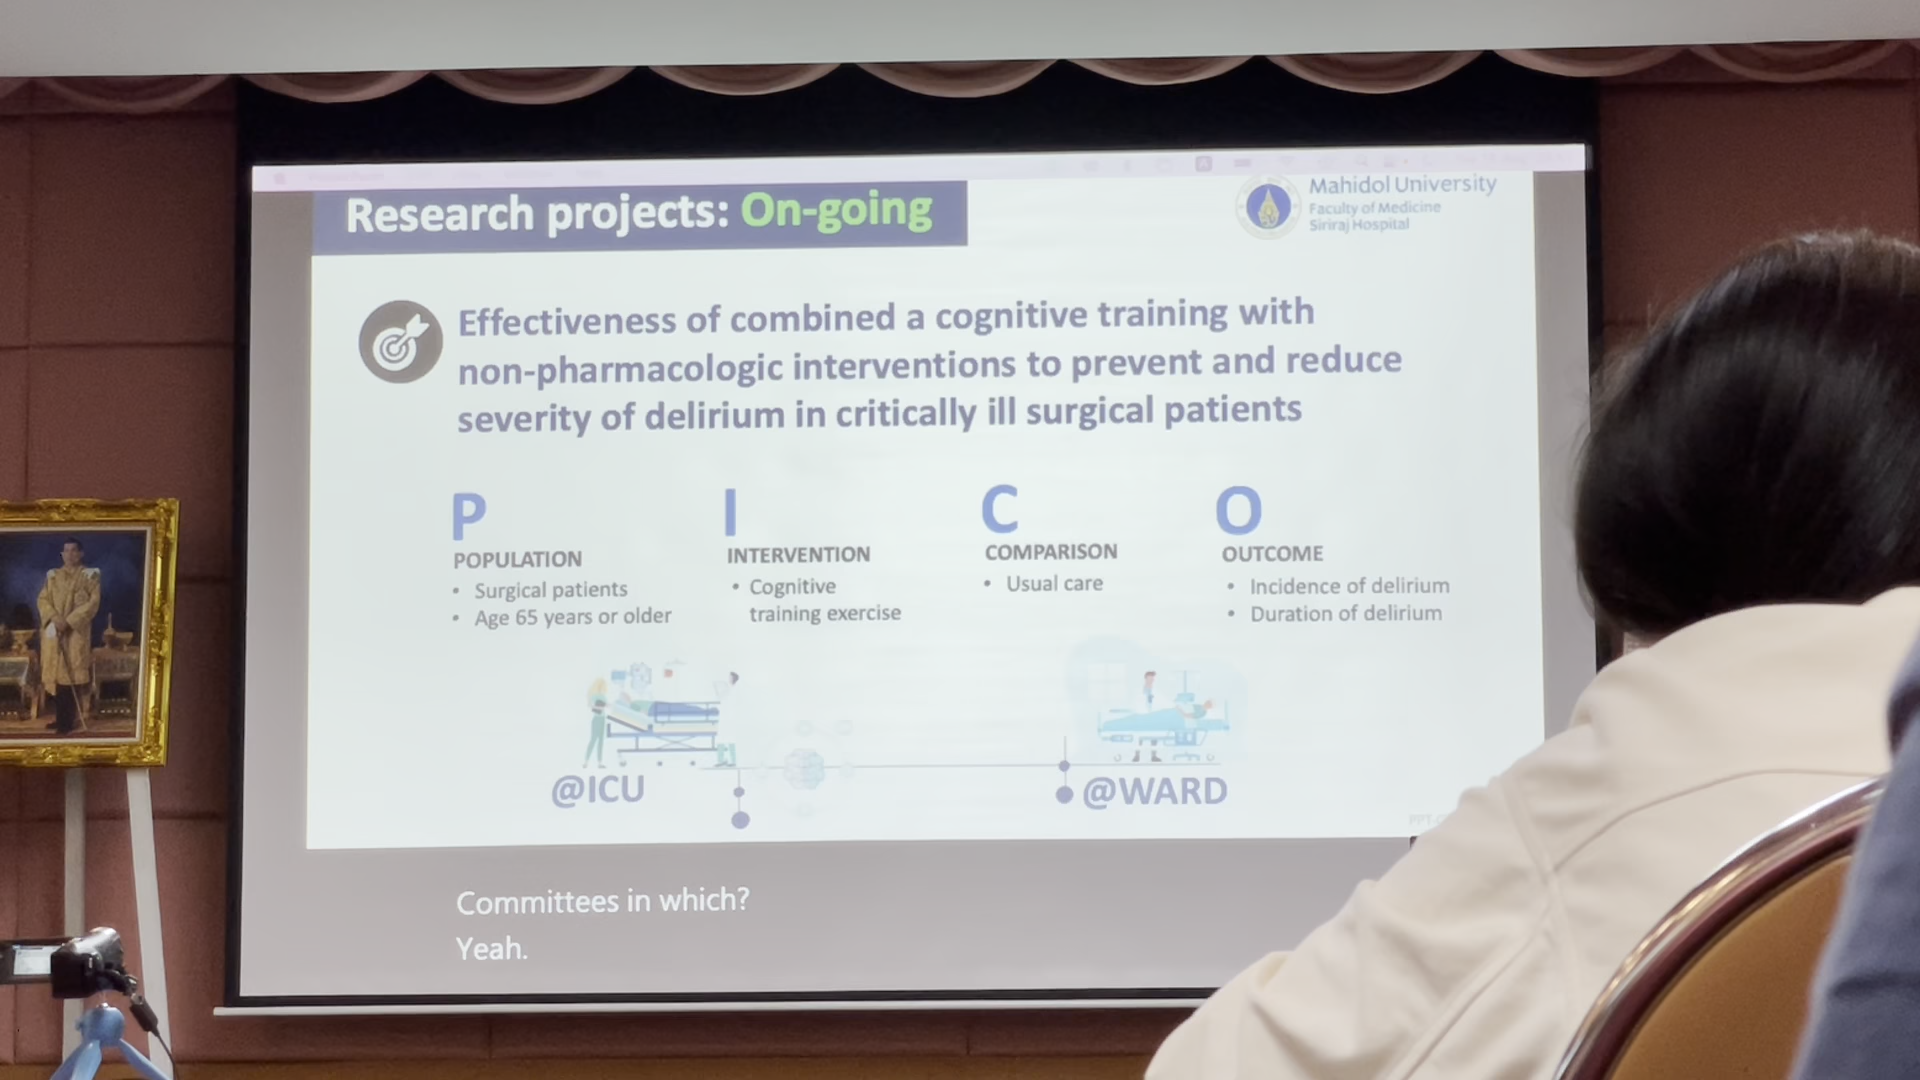 Research projects: On-going
Mahidol University
Faculty of Medicine
Siriraj Hospital
Effectiveness of combined a cognitive training with
non-pharmacologic interventions to prevent and reduce
severity of delirium in critically ill surgical patients
P
POPULATION
• Surgical patients
• Age 65 years or older
I
INTERVENTION
• Cognitive
training exercise
C
COMPARISON
• Usual care
O
OUTCOME
• Incidence of delirium
• Duration of delirium
@ICU
@WARD
Committees in which?
Yeah.